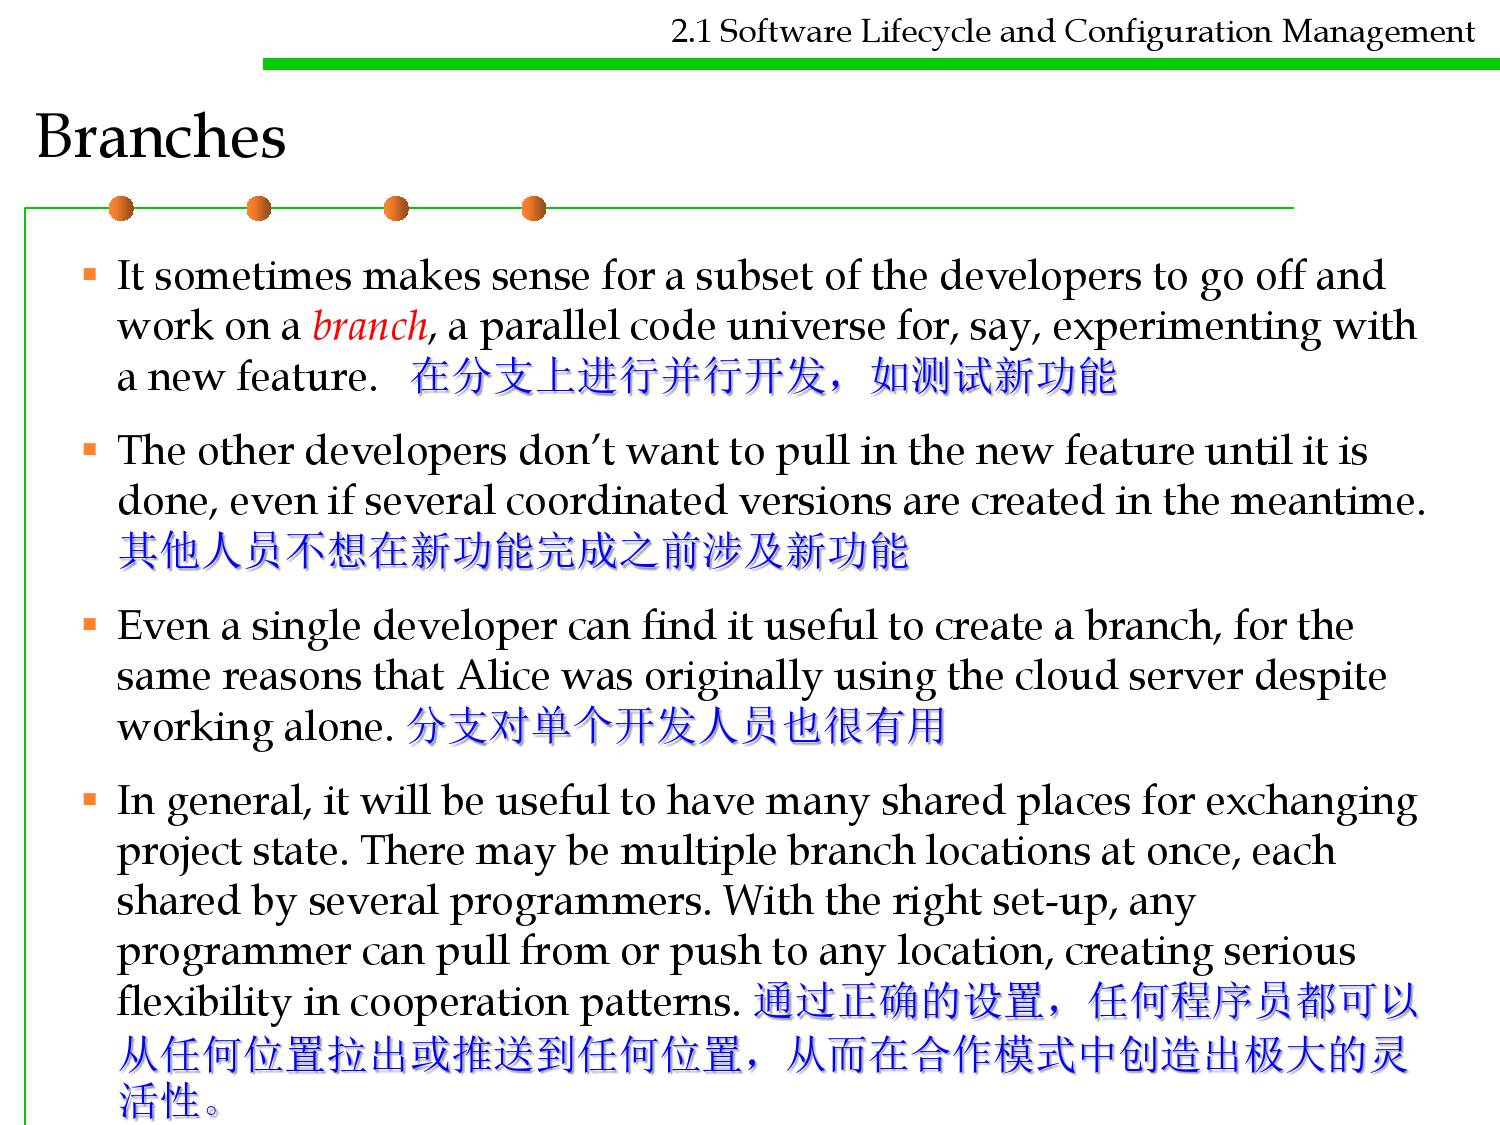 2.1 Software Lifecycle and Configuration Management
Branches
It sometimes makes sense for a subset of the developers to go off and
work on a branch, a parallel code universe for, say, experimenting with
a new feature. 在分支上进行并行开发，如测试新功能
The other developers don’t want to pull in the new feature until it is
done, even if several coordinated versions are created in the meantime.
其他人员不想在新功能完成之前涉及新功能
Even a single developer can find it useful to create a branch, for the
same reasons that Alice was originally using the cloud server despite
working alone. 分支对单个开发人员也很有用
In general, it will be useful to have many shared places for exchanging
project state. There may be multiple branch locations at once, each
shared by several programmers. With the right set-up, any
programmer can pull from or push to any location, creating serious
flexibility in cooperation patterns. 通过正确的设置，任何程序员都可以
从任何位置拉出或推送到任何位置，从而在合作模式中创造出极大的灵
活性。